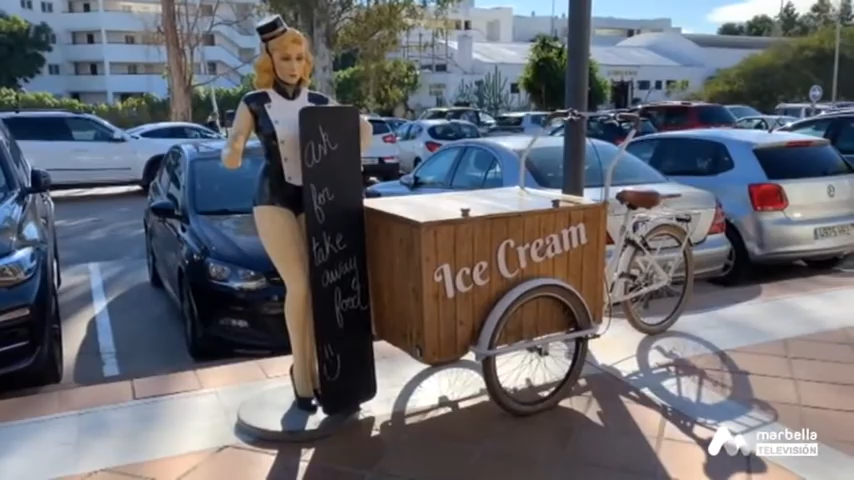 ask
for
take
away
food
:)
Ice Cream
marbella
TELEVISIÓN